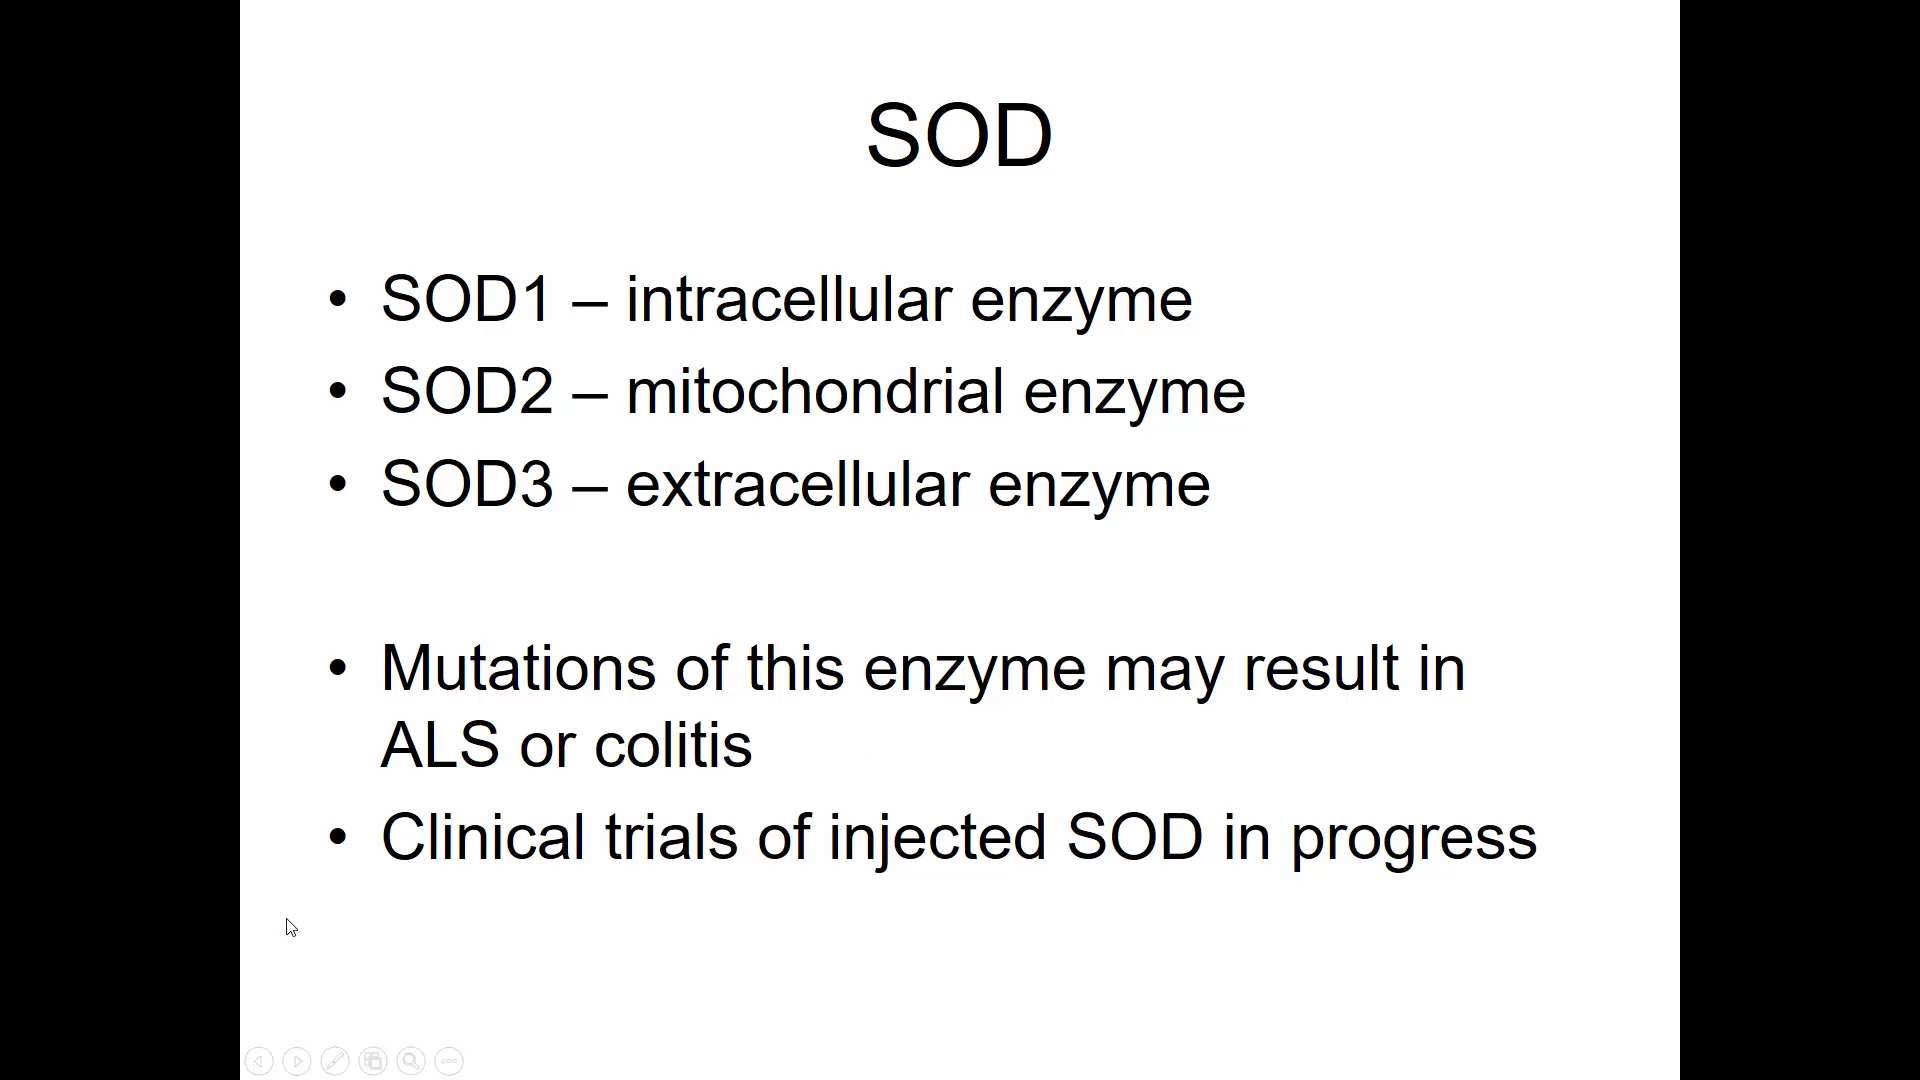 SOD
• SOD1 – intracellular enzyme
• SOD2 – mitochondrial enzyme
• SOD3 – extracellular enzyme
• Mutations of this enzyme may result in
ALS or colitis
• Clinical trials of injected SOD in progress